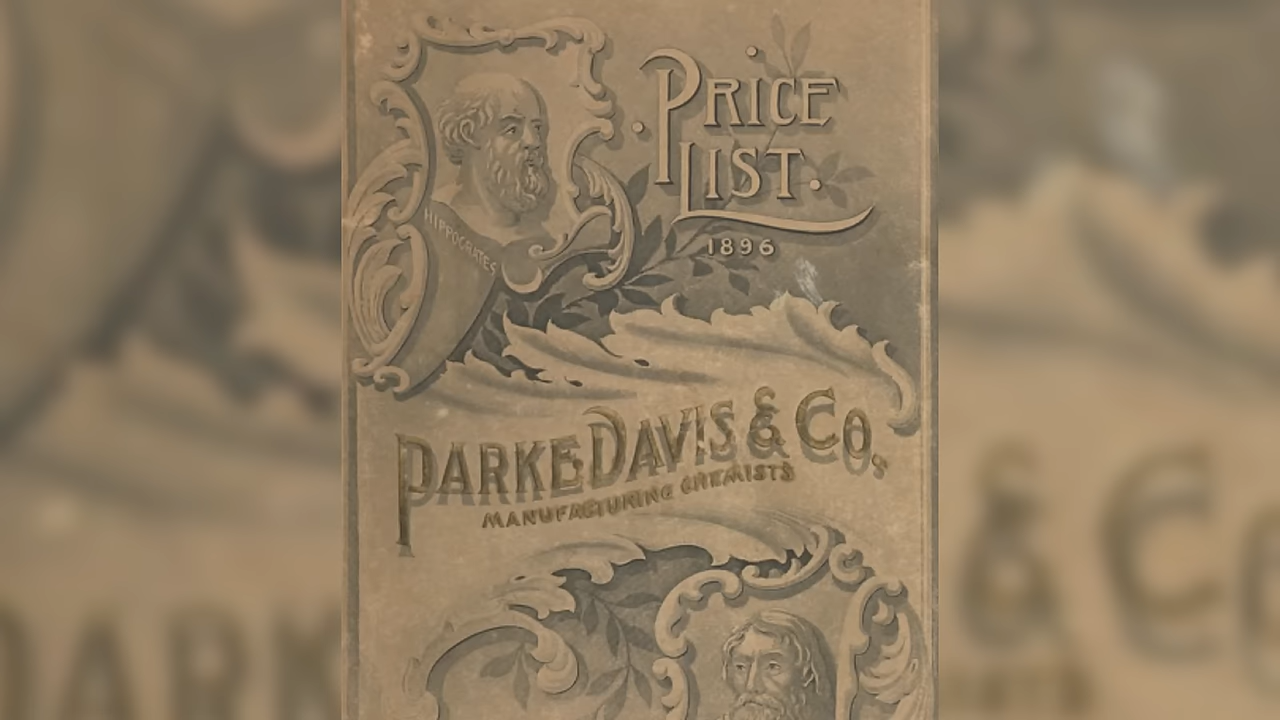 PRICE
LIST.
1896
HIPPOCRATES
PARKE DAVIS & CO.
MANUFACTURING CHEMISTS